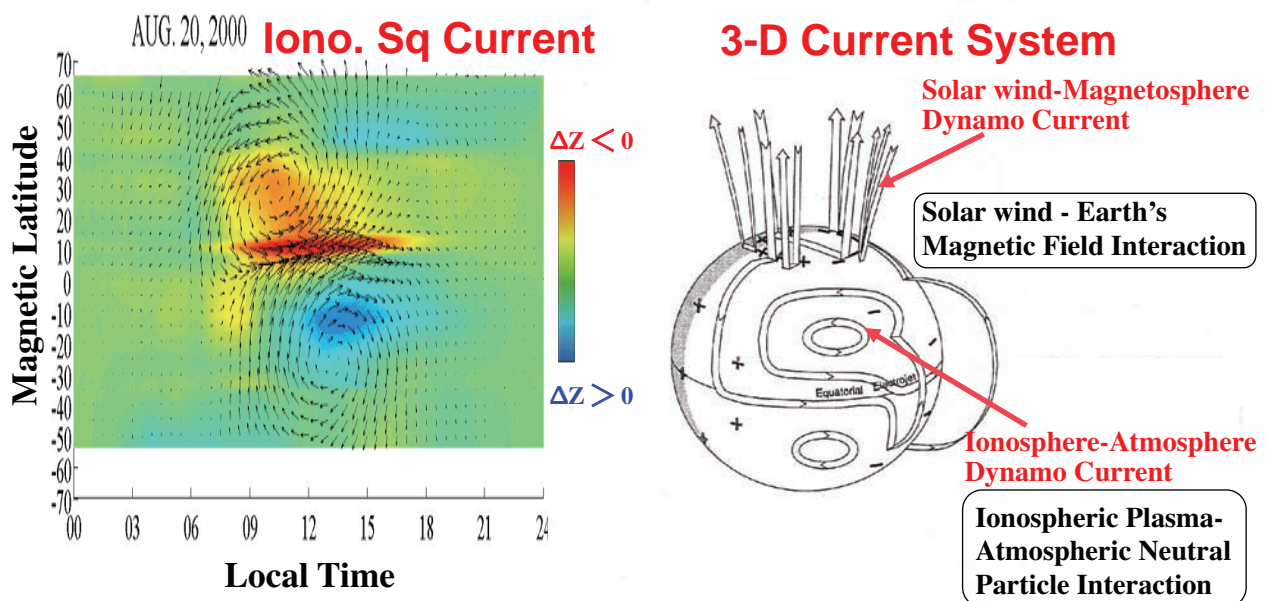 AUG. 20, 2000
Iono. Sq Current
Magnetic Latitude
70
60
50
40
30
20
10
0
-10
-20
-30
-40
-50
-60
-70
00
03
06
09
12
15
18
21
24
Local Time
ΔZ < 0
ΔZ > 0
3-D Current System
Solar wind-Magnetosphere
Dynamo Current
Solar wind - Earth's
Magnetic Field Interaction
Equatorial Electrojet
Ionosphere-Atmosphere
Dynamo Current
Ionospheric Plasma-
Atmospheric Neutral
Particle Interaction